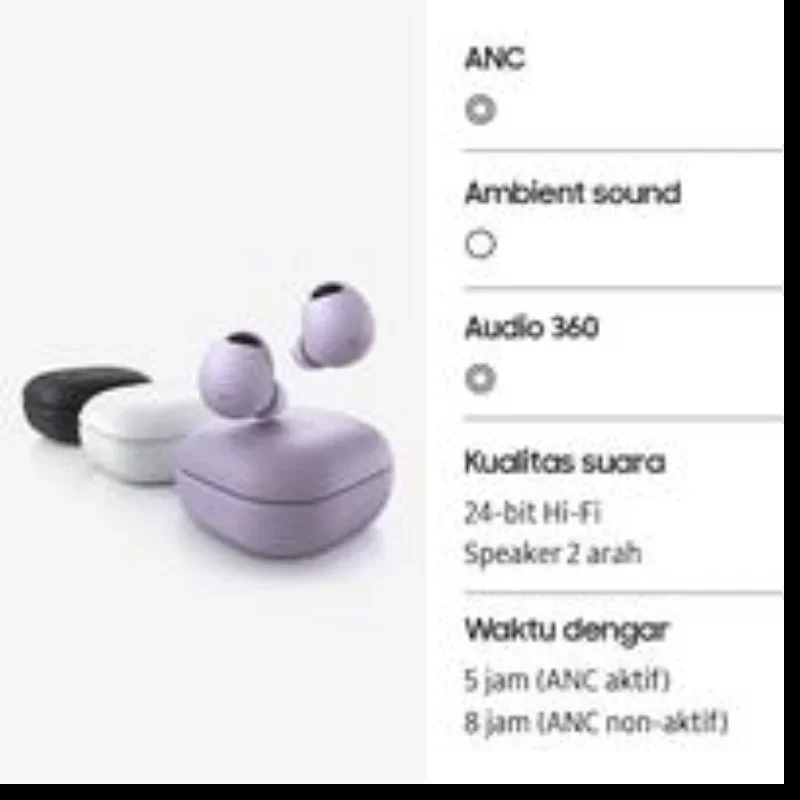 ANC
Ambient sound
Audio 360
Kualitas suara
24-bit Hi-Fi
Speaker 2 arah
Waktu dengar
5 jam (ANC aktif)
8 jam (ANC non-aktif)